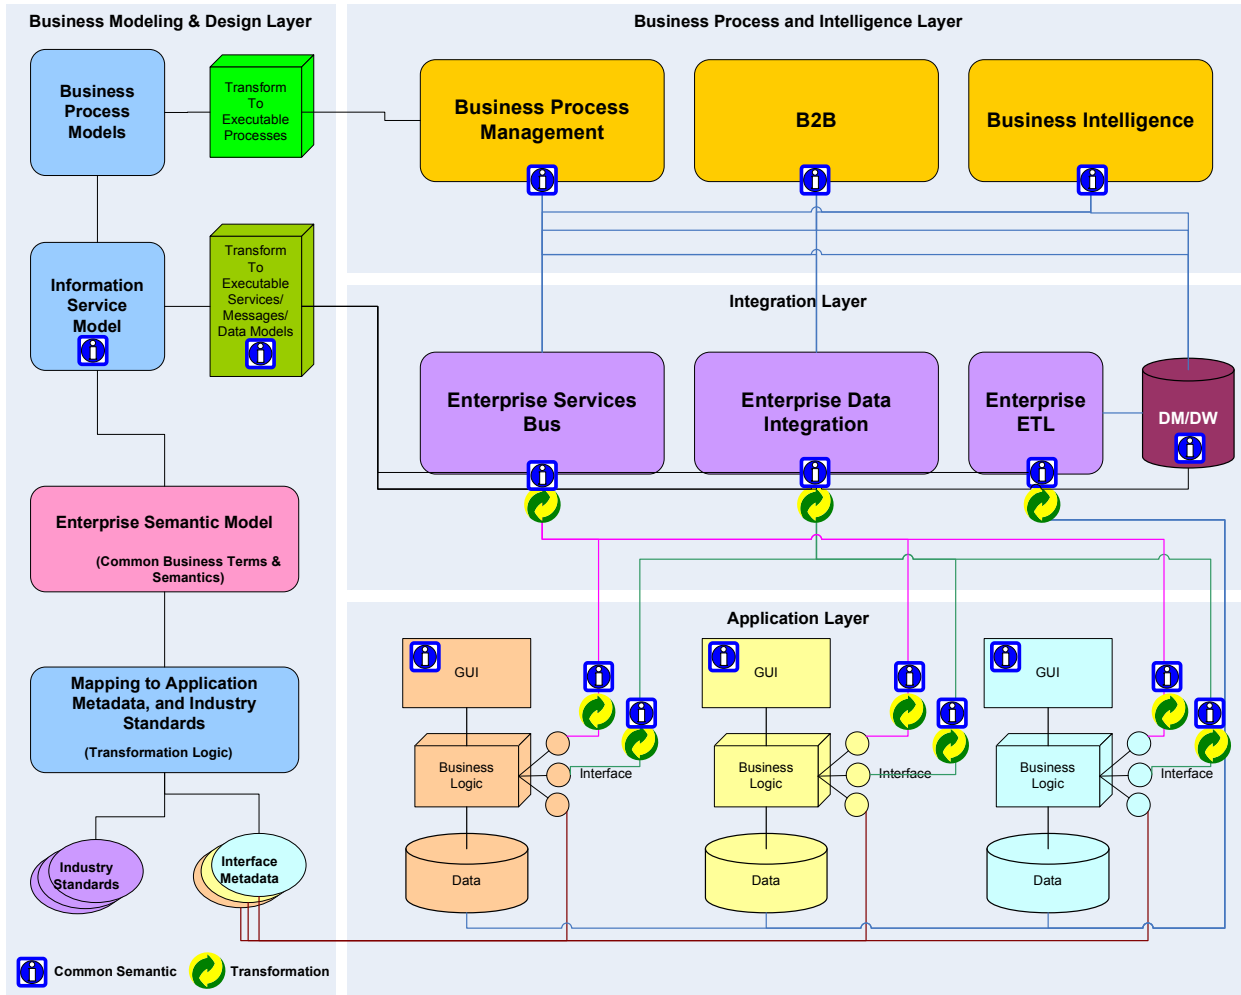 Business Modeling & Design Layer
Business
Process
Models
Transform
To
Executable
Processes
Information
Service
Model
Transform
To
Executable
Services/
Messages/
Data Models
Enterprise Semantic Model
(Common Business Terms &
Semantics)
Mapping to Application
Metadata, and Industry
Standards
(Transformation Logic)
Industry
Standards
Interface
Metadata
Common Semantic
Transformation
Business Process and Intelligence Layer
Business Process
Management
B2B
Business Intelligence
Integration Layer
Enterprise Services
Bus
Enterprise Data
Integration
Enterprise
ETL
DM/DW
Application Layer
GUI
Business
Logic
Interface
Data
GUI
Business
Logic
Interface
Data
GUI
Business
Logic
Interface
Data